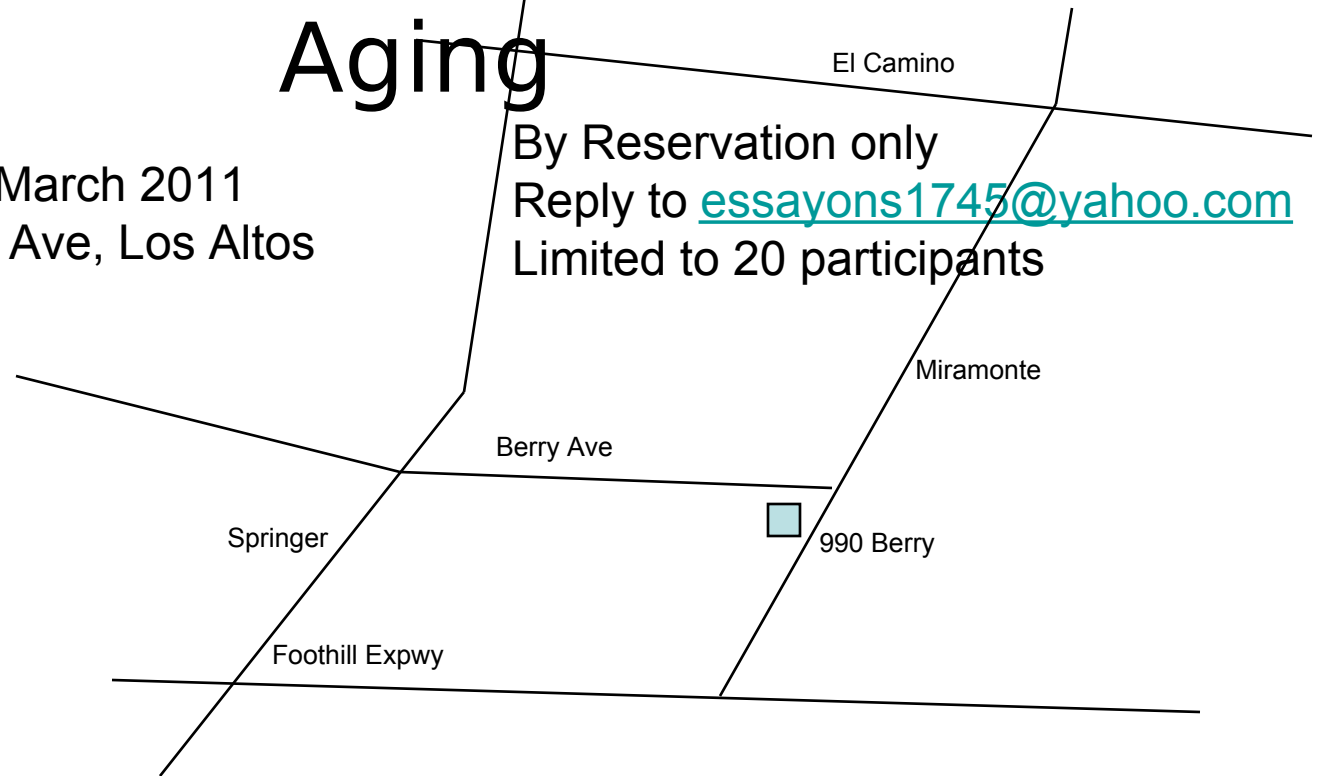 Aging
El Camino
March 2011
Ave, Los Altos
By Reservation only
Reply to essayons1745@yahoo.com
Limited to 20 participants
Miramonte
Berry Ave
Springer
990 Berry
Foothill Expwy